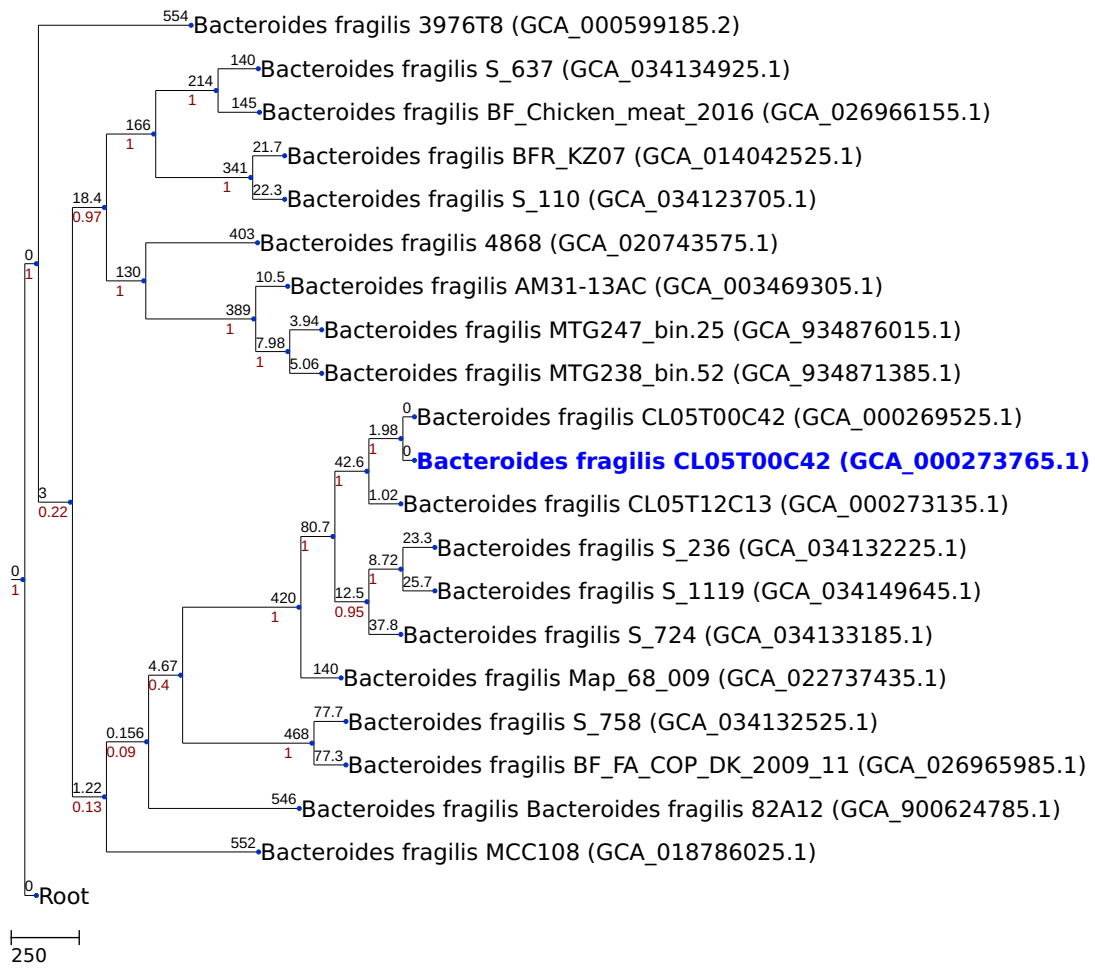 554
Bacteroides fragilis 3976T8 (GCA_000599185.2)
140
Bacteroides fragilis S_637 (GCA_034134925.1)
214
1
145
Bacteroides fragilis BF_Chicken_meat_2016 (GCA_026966155.1)
166
1
21.7
Bacteroides fragilis BFR_KZ07 (GCA_014042525.1)
341
1
22.3
Bacteroides fragilis S_110 (GCA_034123705.1)
18.4
0.97
403
Bacteroides fragilis 4868 (GCA_020743575.1)
0
1
130
1
10.5
Bacteroides fragilis AM31-13AC (GCA_003469305.1)
389
1
3.94
Bacteroides fragilis MTG247_bin.25 (GCA_934876015.1)
7.98
1
5.06
Bacteroides fragilis MTG238_bin.52 (GCA_934871385.1)
0
Bacteroides fragilis CL05T00C42 (GCA_000269525.1)
1.98
1
0
Bacteroides fragilis CL05T00C42 (GCA_000273765.1)
42.6
1
1.02
Bacteroides fragilis CL05T12C13 (GCA_000273135.1)
3
0.22
80.7
1
23.3
Bacteroides fragilis S_236 (GCA_034132225.1)
8.72
1
25.7
Bacteroides fragilis S_1119 (GCA_034149645.1)
0
1
12.5
0.95
37.8
Bacteroides fragilis S_724 (GCA_034133185.1)
420
1
140
Bacteroides fragilis Map_68_009 (GCA_022737435.1)
4.67
0.4
77.7
Bacteroides fragilis S_758 (GCA_034132525.1)
468
1
77.3
Bacteroides fragilis BF_FA_COP_DK_2009_11 (GCA_026965985.1)
0.156
0.09
546
Bacteroides fragilis Bacteroides fragilis 82A12 (GCA_900624785.1)
1.22
0.13
552
Bacteroides fragilis MCC108 (GCA_018786025.1)
0
Root
250